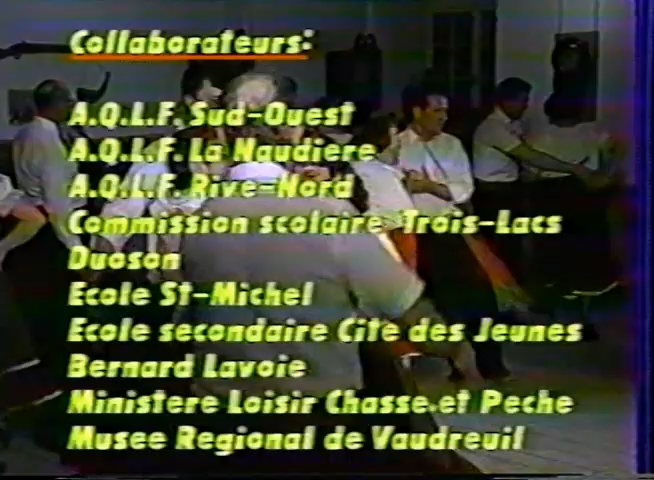 Collaborateurs:
A.Q.L.F. Sud-Ouest
A.Q.L.F. La Naudiere
A.Q.L.F. Rive-Nord
Commission scolaire Trois-Lacs
Duoson
Ecole St-Michel
Ecole secondaire Cite des Jeunes
Bernard Lavoie
Ministere Loisir Chasse.et Peche
Musee Regional de Vaudreuil